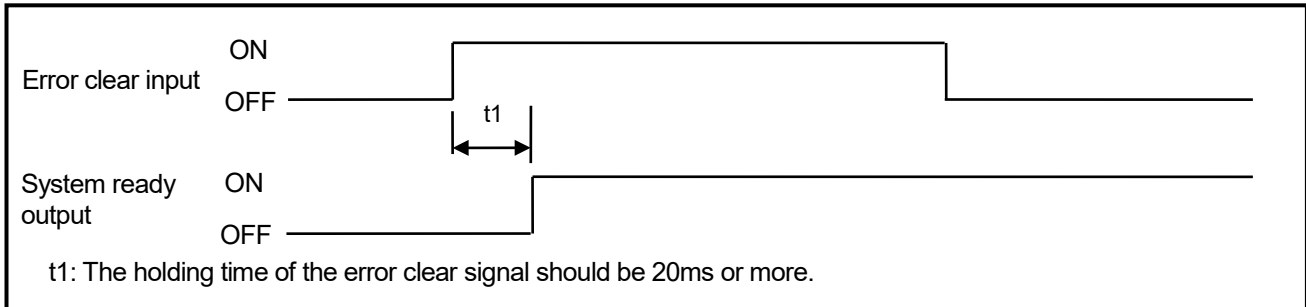 ON
Error clear input
OFF
t1
System ready
ON
output
OFF
t1: The holding time of the error clear signal should be 20ms or more.